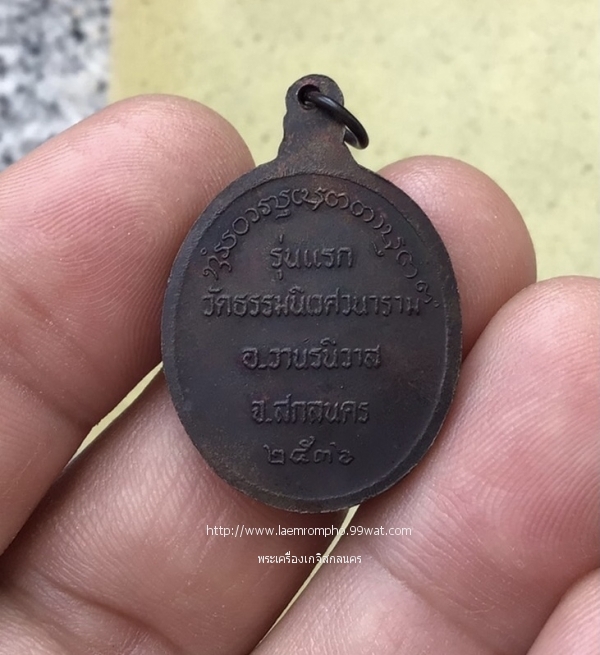 รุ่นแรก
วัดธรรมนิเวศวนาราม
อ.วานรนิวาส
จ.สกลนคร
๒๕๓๖
http://www.laemrompho.99wat.com
พระเครื่องเกจิสกลนคร